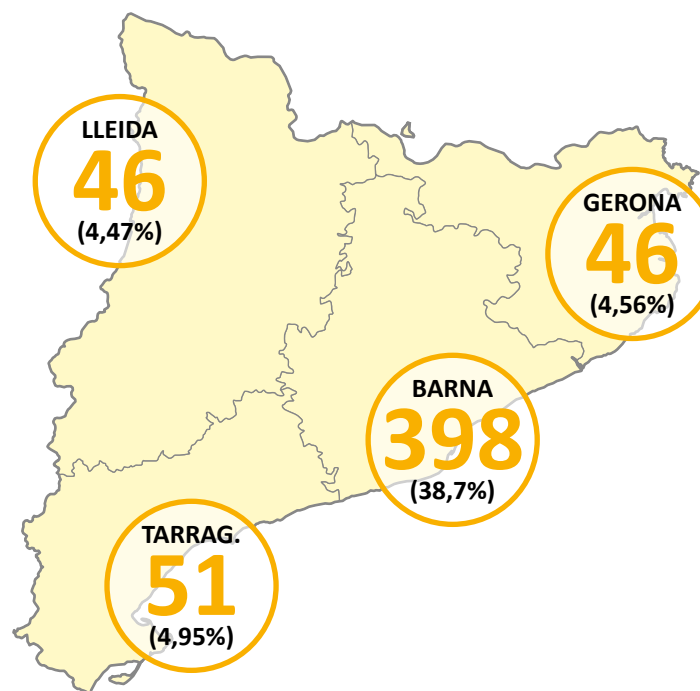 LLEIDA
46
(4,47%)
GERONA
46
(4,56%)
BARNA
398
(38,7%)
TARRAG.
51
(4,95%)